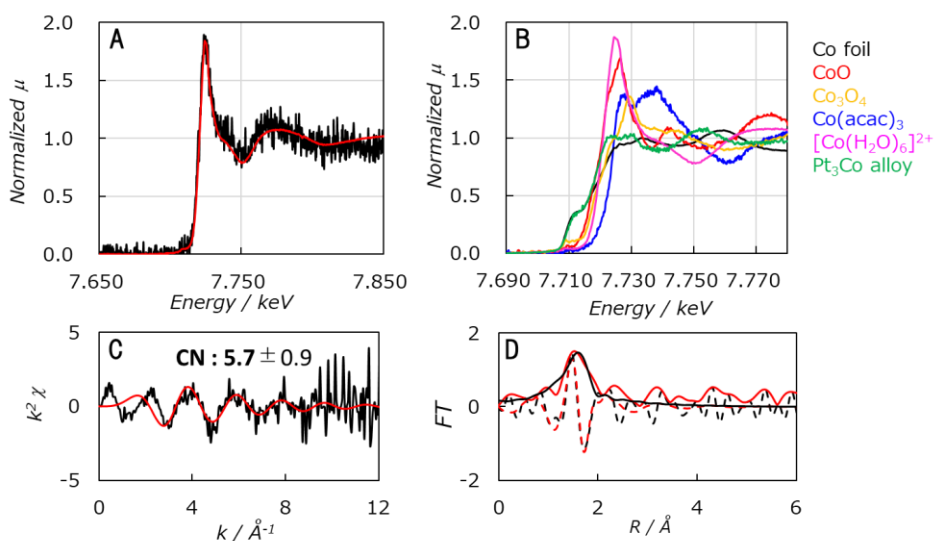 A
Normalized μ
2.0
1.5
1.0
0.5
0.0
7.650
7.750
7.850
Energy / keV
B
Normalized μ
2.0
1.5
1.0
0.5
0.0
7.690
7.710
7.730
7.750
7.770
Energy / keV
Co foil
CoO
Co₃O₄
Co(acac)₃
[Co(H₂O)₆]²⁺
Pt₃Co alloy
C
CN : 5.7 ± 0.9
k² χ
5
0
-5
0
4
8
12
k / Å⁻¹
D
FT
2
0
-2
0
2
4
6
R / Å